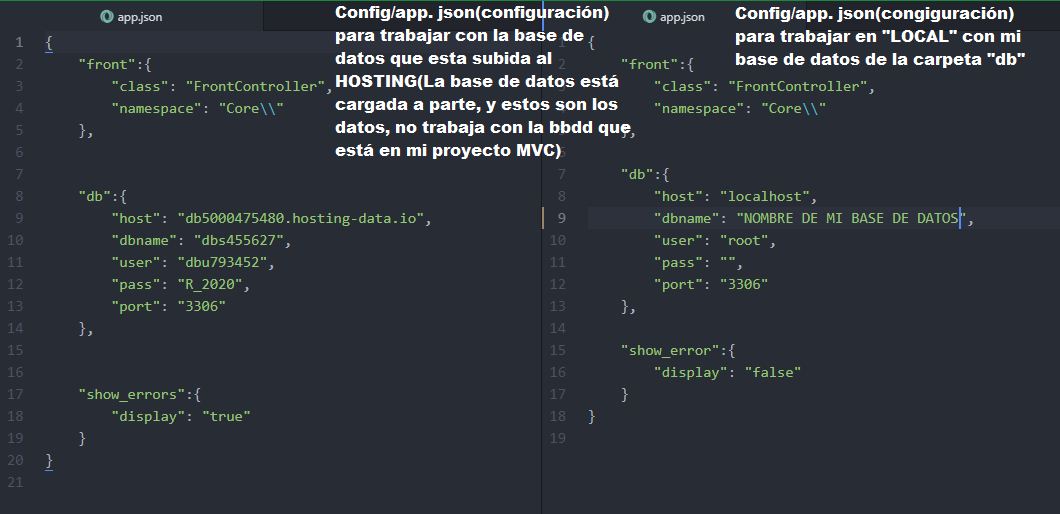 app.json
Config/app. json(configuración)
para trabajar con la base de
datos que esta subida al
HOSTING(La base de datos está
cargada a parte, y estos son los
datos, no trabaja con la bbdd que
está en mi proyecto MVC)
1 {
2 "front":{
3 "class": "FrontController",
4 "namespace": "Core\\"
5 },
6
7
8 "db":{
9 "host": "db5000475480.hosting-data.io",
10 "dbname": "dbs455627",
11 "user": "dbu793452",
12 "pass": "R_2020",
13 "port": "3306"
14 },
15
16
17 "show_errors":{
18 "display": "true"
19 }
20 }
21
app.json
Config/app. json(congiguración)
para trabajar en "LOCAL" con mi
base de datos de la carpeta "db"
1 {
2 "front":{
3 "class": "FrontController",
4 "namespace": "Core\\"
},
6
7 "db":{
8 "host": "localhost",
9 "dbname": "NOMBRE DE MI BASE DE DATOS",
10 "user": "root",
11 "pass": "",
12 "port": "3306"
13 },
14
15 "show_error":{
16 "display": "false"
17 }
18 }
19